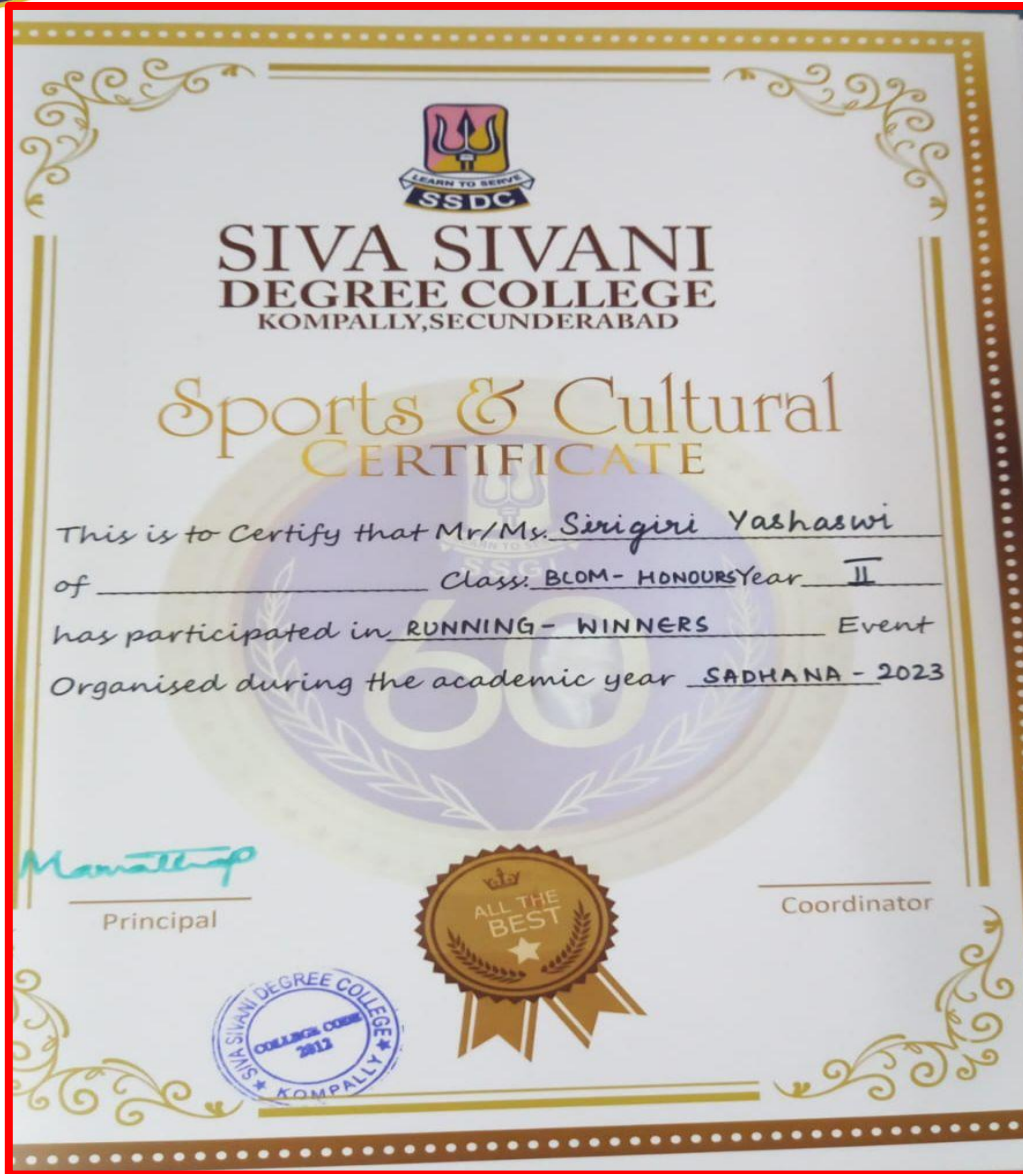 LEARN TO SERVE
SSDC
SIVA SIVANI
DEGREE COLLEGE
KOMPALLY,SECUNDERABAD
Sports & Cultural
CERTIFICATE
This is to Certify that Mr/Ms. Sirigiri Yashaswi
of Class: BCOM- HONOURS Year II
has participated in RUNNING- WINNERS Event
Organised during the academic year SADHANA - 2023
SSGI
60
Principal
Coordinator
ALL THE
BEST
SIVA SIVANI DEGREE COLLEGE
COLLEGE CODE
2012
KOMPALLY